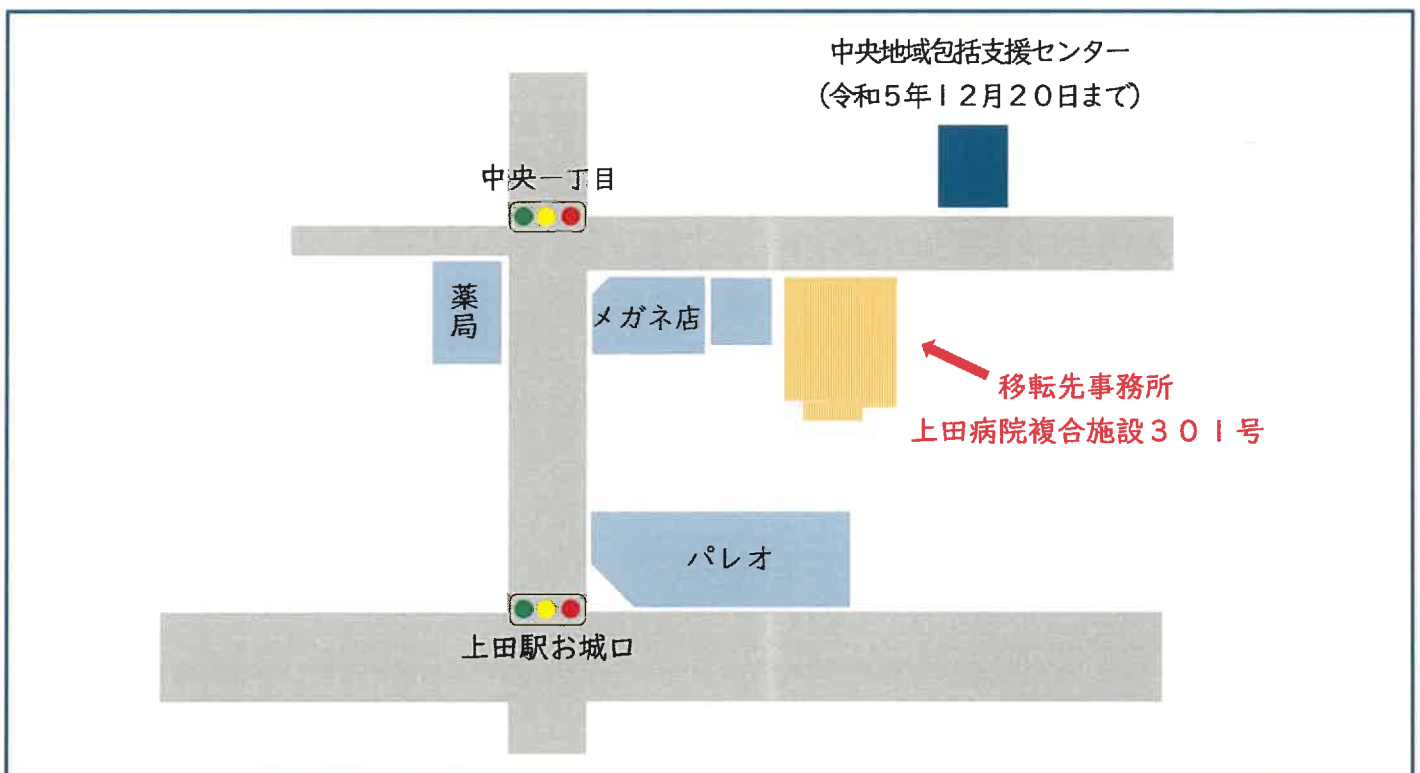 中央地域包括支援センター
(令和5年12月20日まで)
中央一丁目
薬局
メガネ店
移転先事務所
上田病院複合施設301号
パレオ
上田駅お城口